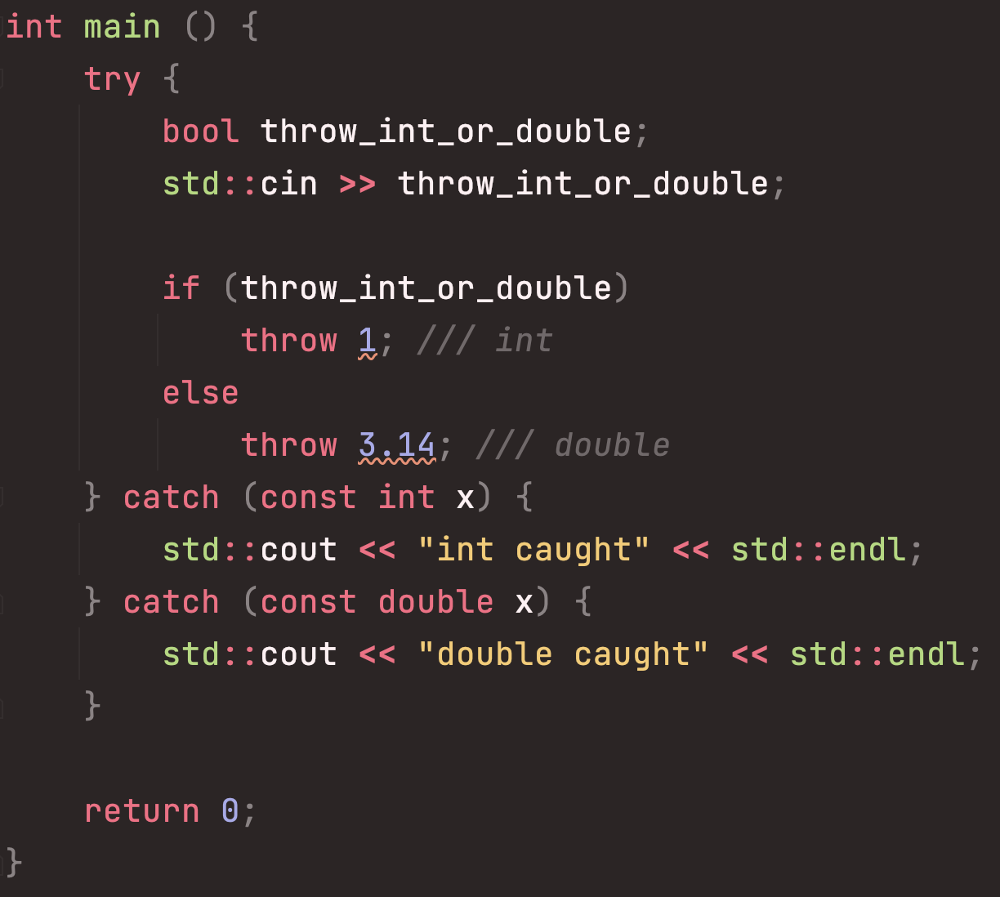 int main () {
    try {
        bool throw_int_or_double;
        std::cin >> throw_int_or_double;

        if (throw_int_or_double)
            throw 1; /// int
        else
            throw 3.14; /// double
    } catch (const int x) {
        std::cout << "int caught" << std::endl;
    } catch (const double x) {
        std::cout << "double caught" << std::endl;
    }

    return 0;
}